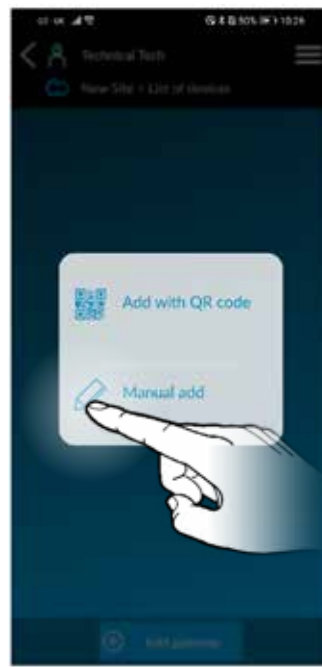 Technical Tech
New Site > List of devices
Add with QR code
Manual add
Add gateway